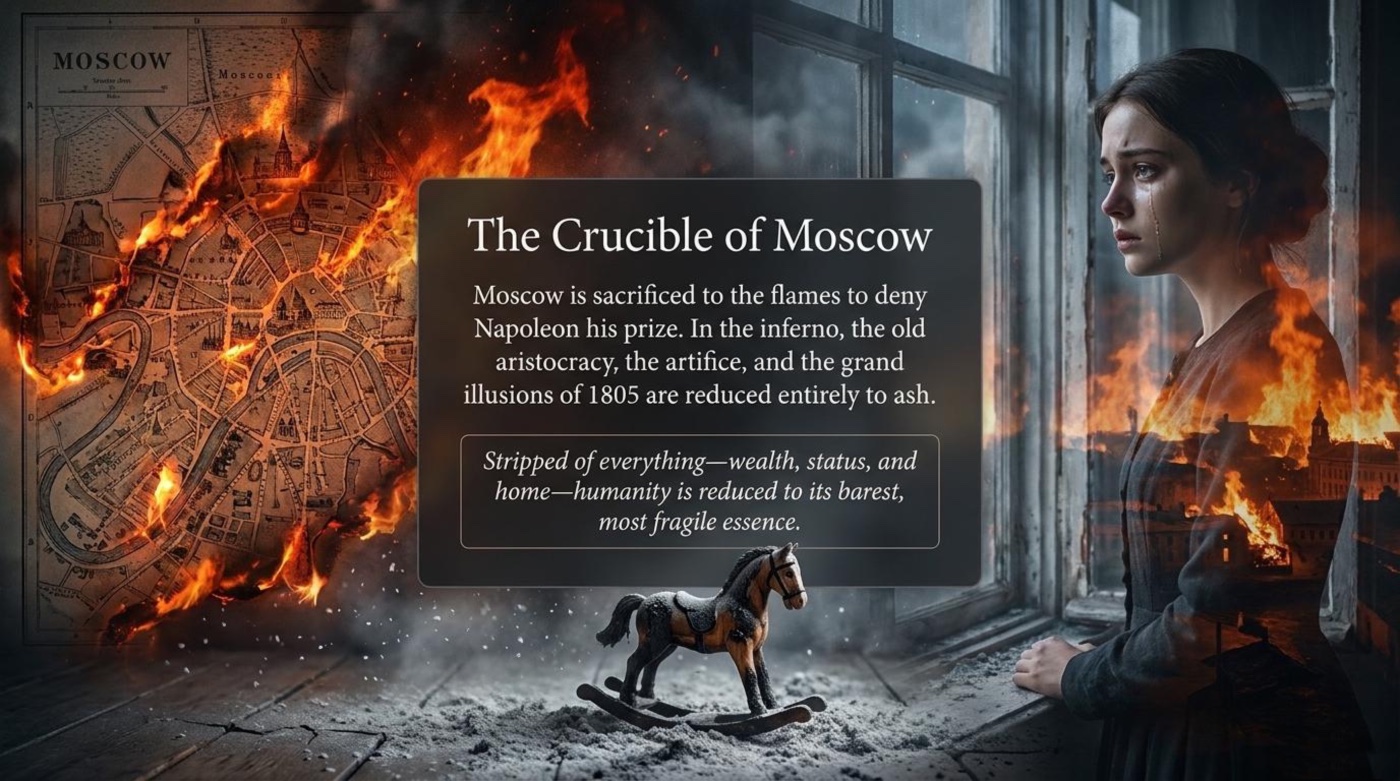 MOSCOW
The Crucible of Moscow
Moscow is sacrificed to the flames to deny
Napoleon his prize. In the inferno, the old
aristocracy, the artifice, and the grand
illusions of 1805 are reduced entirely to ash.
Stripped of everything—wealth, status, and
home—humanity is reduced to its barest,
most fragile essence.